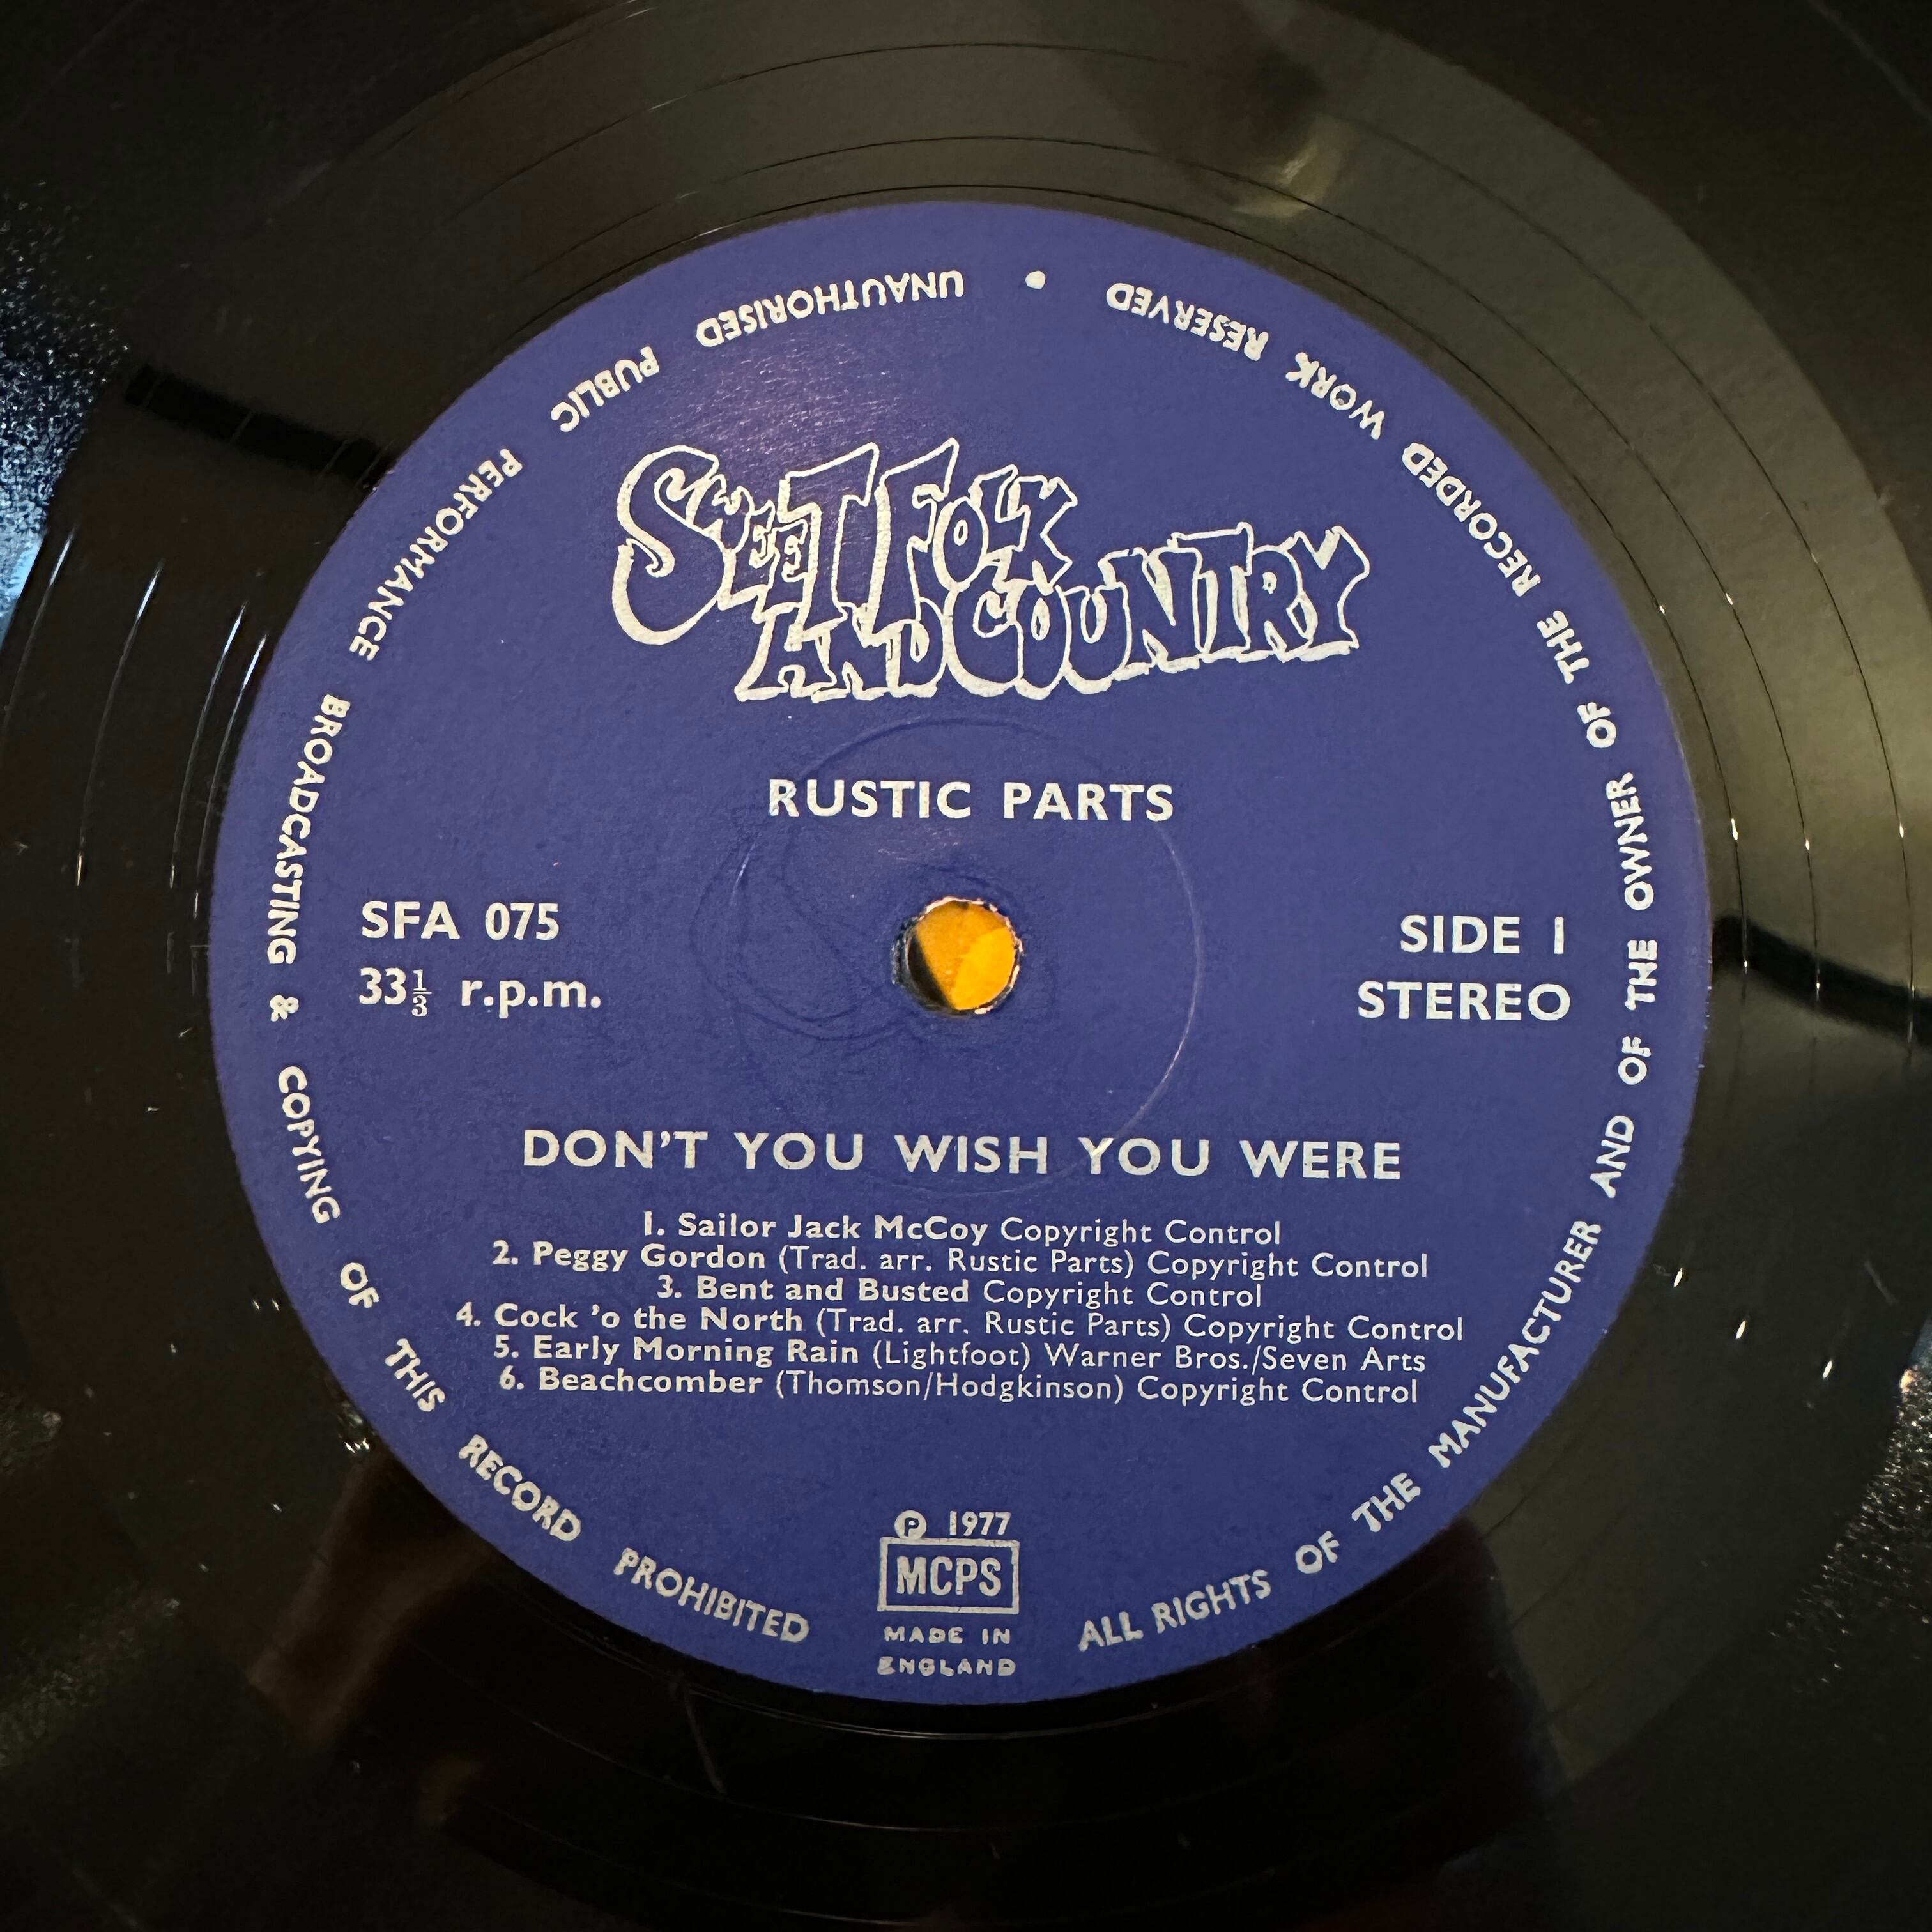 SWEET FOLK
AND COUNTRY
RUSTIC PARTS
SFA 075
33⅓ r.p.m.
SIDE 1
STEREO
DON'T YOU WISH YOU WERE
1. Sailor Jack McCoy Copyright Control
2. Peggy Gordon (Trad. arr. Rustic Parts) Copyright Control
3. Bent and Busted Copyright Control
4. Cock 'o the North (Trad. arr. Rustic Parts) Copyright Control
5. Early Morning Rain (Lightfoot) Warner Bros./Seven Arts
6. Beachcomber (Thomson/Hodgkinson) Copyright Control
℗ 1977
MCPS
MADE IN
ENGLAND
ALL RIGHTS OF THE MANUFACTURER AND OF THE OWNER OF THE RECORDED WORK RESERVED • UNAUTHORISED PUBLIC PERFORMANCE BROADCASTING & COPYING OF THIS RECORD PROHIBITED